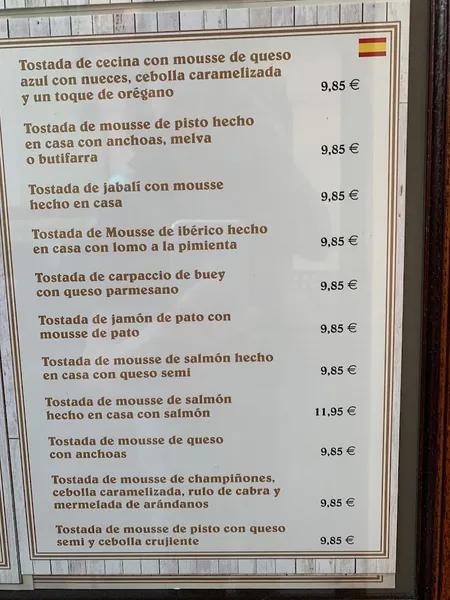 Tostada de cecina con mousse de queso
azul con nueces, cebolla caramelizada
y un toque de orégano 9,85 €
Tostada de mousse de pisto hecho
en casa con anchoas, melva
o butifarra 9,85 €
Tostada de jabalí con mousse
hecho en casa 9,85 €
Tostada de Mousse de ibérico hecho
en casa con lomo a la pimienta 9,85 €
Tostada de carpaccio de buey
con queso parmesano 9,85 €
Tostada de jamón de pato con
mousse de pato 9,85 €
Tostada de mousse de salmón hecho
en casa con queso semi 9,85 €
Tostada de mousse de salmón
hecho en casa con salmón 11,95 €
Tostada de mousse de queso
con anchoas 9,85 €
Tostada de mousse de champiñones,
cebolla caramelizada, rulo de cabra y
mermelada de arándanos 9,85 €
Tostada de mousse de pisto con queso
semi y cebolla crujiente 9,85 €